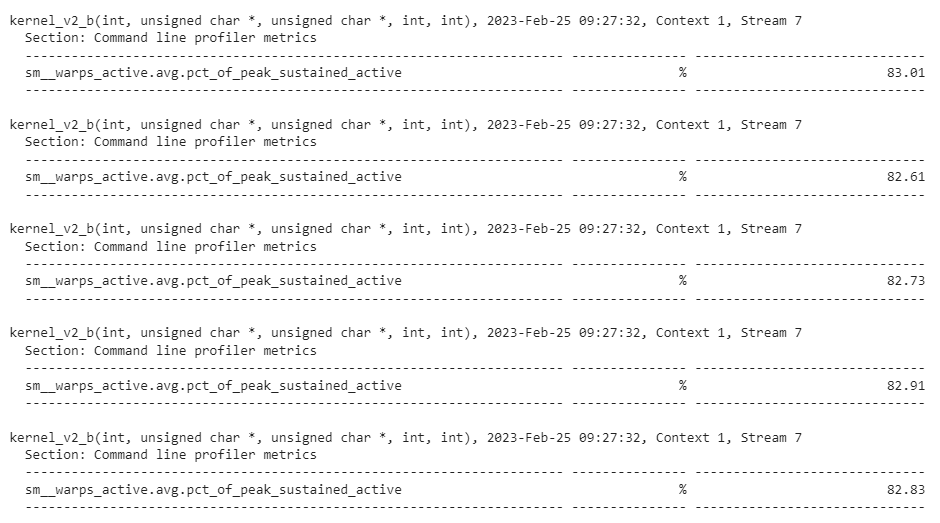 kernel_v2_b(int, unsigned char *, unsigned char *, int, int), 2023-Feb-25 09:27:32, Context 1, Stream 7
  Section: Command line profiler metrics
  ---------------------------------------------------------------------- --------------- ------------------------------
  sm__warps_active.avg.pct_of_peak_sustained_active                                    %                          83.01
  ---------------------------------------------------------------------- --------------- ------------------------------

kernel_v2_b(int, unsigned char *, unsigned char *, int, int), 2023-Feb-25 09:27:32, Context 1, Stream 7
  Section: Command line profiler metrics
  ---------------------------------------------------------------------- --------------- ------------------------------
  sm__warps_active.avg.pct_of_peak_sustained_active                                    %                          82.61
  ---------------------------------------------------------------------- --------------- ------------------------------

kernel_v2_b(int, unsigned char *, unsigned char *, int, int), 2023-Feb-25 09:27:32, Context 1, Stream 7
  Section: Command line profiler metrics
  ---------------------------------------------------------------------- --------------- ------------------------------
  sm__warps_active.avg.pct_of_peak_sustained_active                                    %                          82.73
  ---------------------------------------------------------------------- --------------- ------------------------------

kernel_v2_b(int, unsigned char *, unsigned char *, int, int), 2023-Feb-25 09:27:32, Context 1, Stream 7
  Section: Command line profiler metrics
  ---------------------------------------------------------------------- --------------- ------------------------------
  sm__warps_active.avg.pct_of_peak_sustained_active                                    %                          82.91
  ---------------------------------------------------------------------- --------------- ------------------------------

kernel_v2_b(int, unsigned char *, unsigned char *, int, int), 2023-Feb-25 09:27:32, Context 1, Stream 7
  Section: Command line profiler metrics
  ---------------------------------------------------------------------- --------------- ------------------------------
  sm__warps_active.avg.pct_of_peak_sustained_active                                    %                          82.83
  ---------------------------------------------------------------------- --------------- ------------------------------